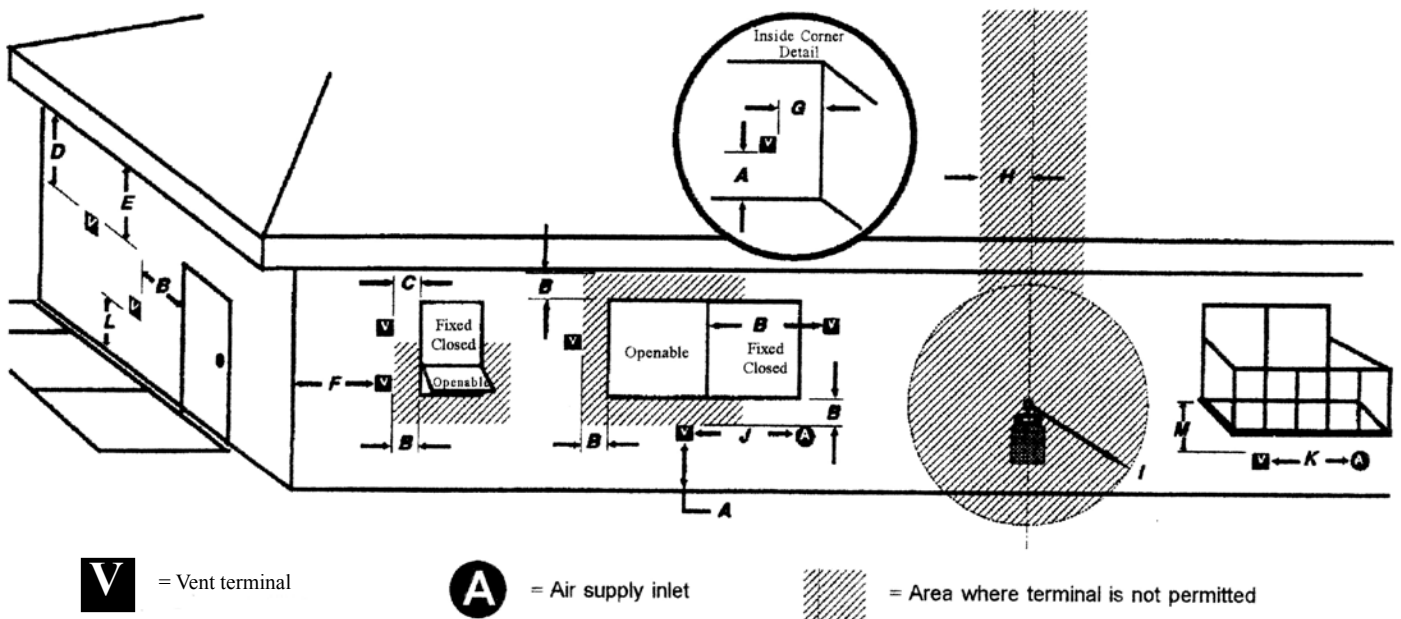 Inside Corner
Detail
G
V
A
D
E
V
B
V
L
H
C
B
V
Fixed
Closed
Openable
F
V
B
V
Openable
B
V
Fixed
Closed
B
B
V
J
A
A
I
M
V
K
A
V = Vent terminal
A = Air supply inlet
= Area where terminal is not permitted